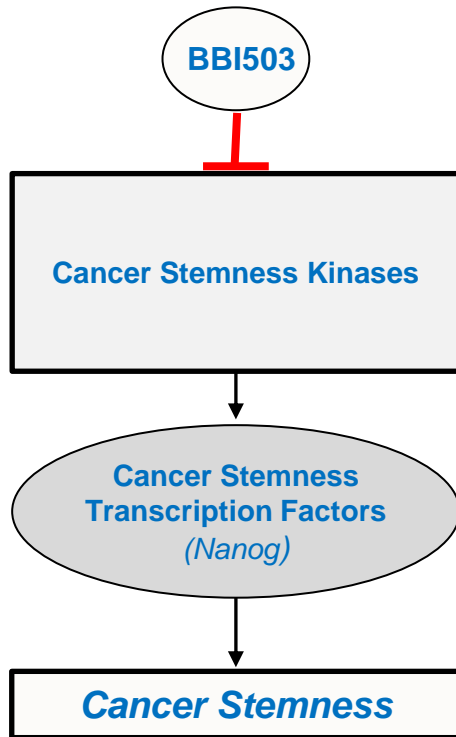 BBI503
Cancer Stemness Kinases
Cancer Stemness
Transcription Factors
(Nanog)
Cancer Stemness